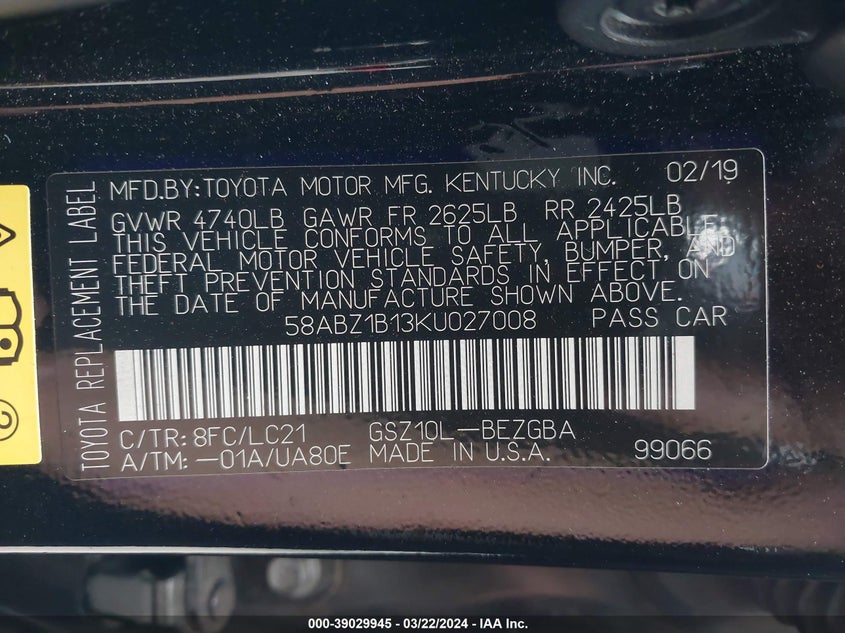 TOYOTA REPLACEMENT LABEL
MFD.BY:TOYOTA MOTOR MFG. KENTUCKY INC. 02/19
GVWR 4740LB GAWR FR 2625LB RR 2425LB
THIS VEHICLE CONFORMS TO ALL APPLICABLE
FEDERAL MOTOR VEHICLE SAFETY, BUMPER, AND
THEFT PREVENTION STANDARDS IN EFFECT ON
THE DATE OF MANUFACTURE SHOWN ABOVE.
58ABZ1B13KU027008 PASS CAR
C/TR: 8FC/LC21 GSZ10L-BEZGBA
A/TM: -01A/UA80E MADE IN U.S.A. 99066
000-39029945 - 03/22/2024 - IAA Inc.